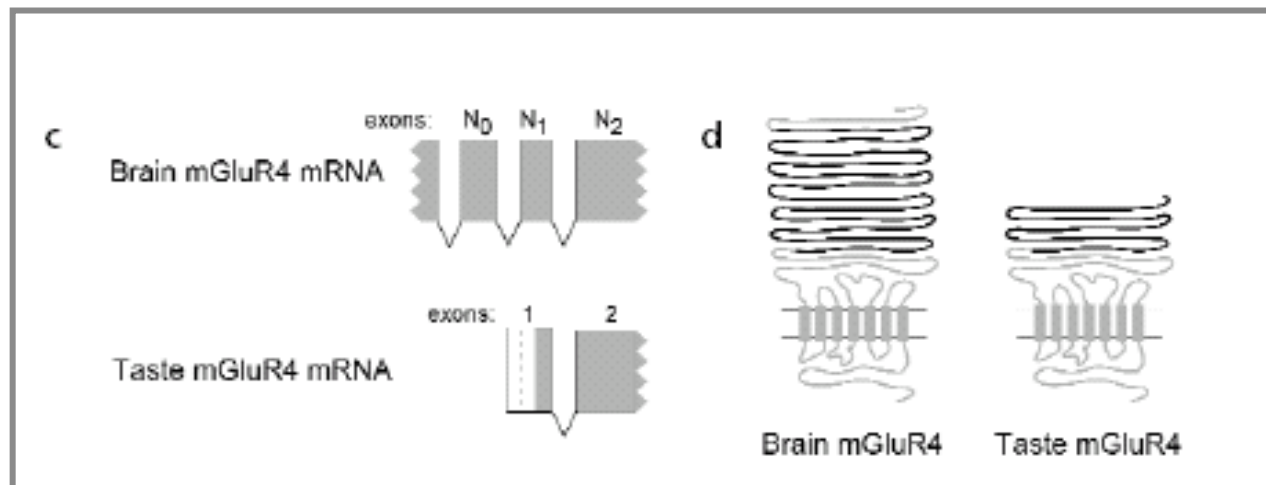 c
exons: N0 N1 N2
Brain mGluR4 mRNA
exons: 1 2
Taste mGluR4 mRNA
d
Brain mGluR4 Taste mGluR4